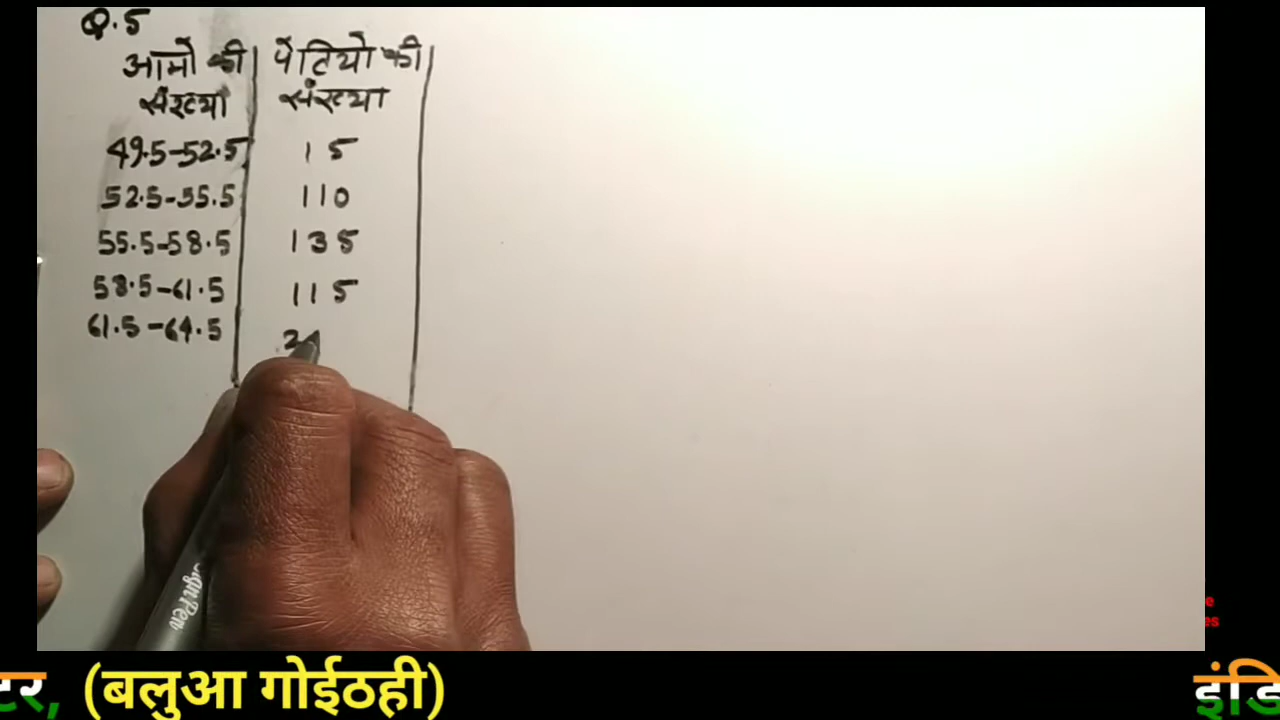 Q.5
आमो की | पेटियो की
संख्या | संख्या
49.5-52.5 | 15
52.5-55.5 | 110
55.5-58.5 | 135
58.5-61.5 | 115
61.5-64.5 | 2
(बलुआ गोईठही)